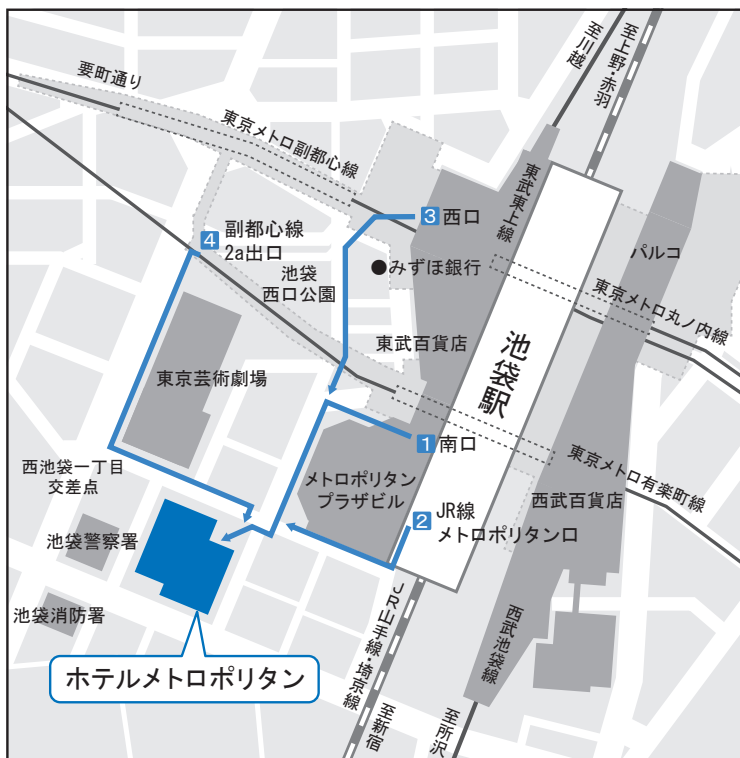 至川越
至上野・赤羽
要町通り
東京メトロ副都心線
東武東上線
3 西口
4 副都心線
2a出口
池袋
西口公園
みずほ銀行
パルコ
東京メトロ丸ノ内線
東武百貨店
池袋駅
東京芸術劇場
1 南口
東京メトロ有楽町線
西池袋一丁目
交差点
メトロポリタン
プラザビル
西武百貨店
2 JR線
メトロポリタン口
池袋警察署
池袋消防署
JR山手線・埼京線
西武池袋線
ホテルメトロポリタン
至新宿
至所沢